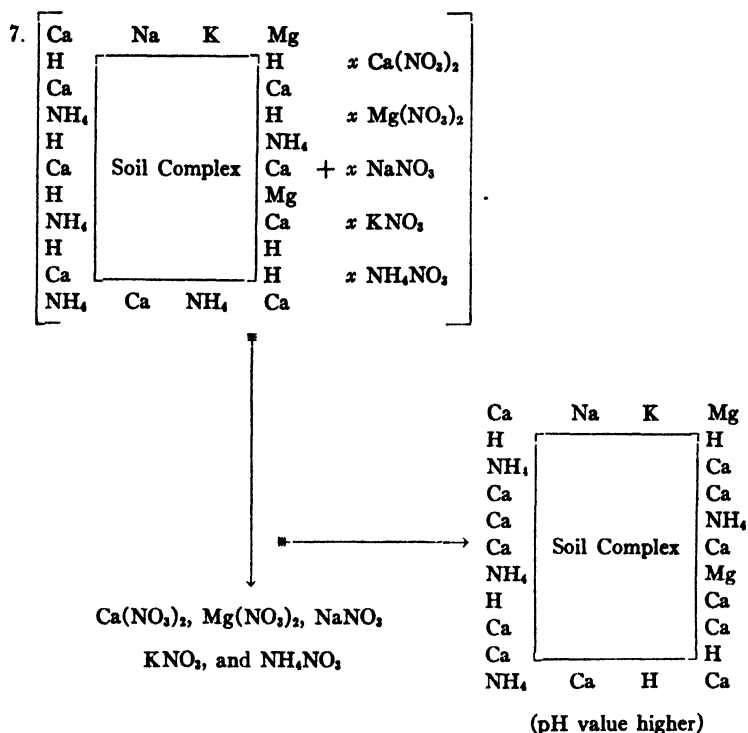 7. Ca Na K Mg
H H x Ca(NO₃)₂
Ca Ca
NH₄ H x Mg(NO₃)₂
H NH₄
Ca Soil Complex Ca + x NaNO₃
H Mg
NH₄ Ca x KNO₃
H H
Ca H x NH₄NO₃
NH₄ Ca NH₄ Ca
Ca Na K Mg
H H
NH₄ Ca
Ca Ca
Ca NH₄
Ca Soil Complex Ca
NH₄ Mg
H Ca
Ca Ca
Ca H
NH₄ Ca H Ca
(pH value higher)
Ca(NO₃)₂, Mg(NO₃)₂, NaNO₃
KNO₃, and NH₄NO₃